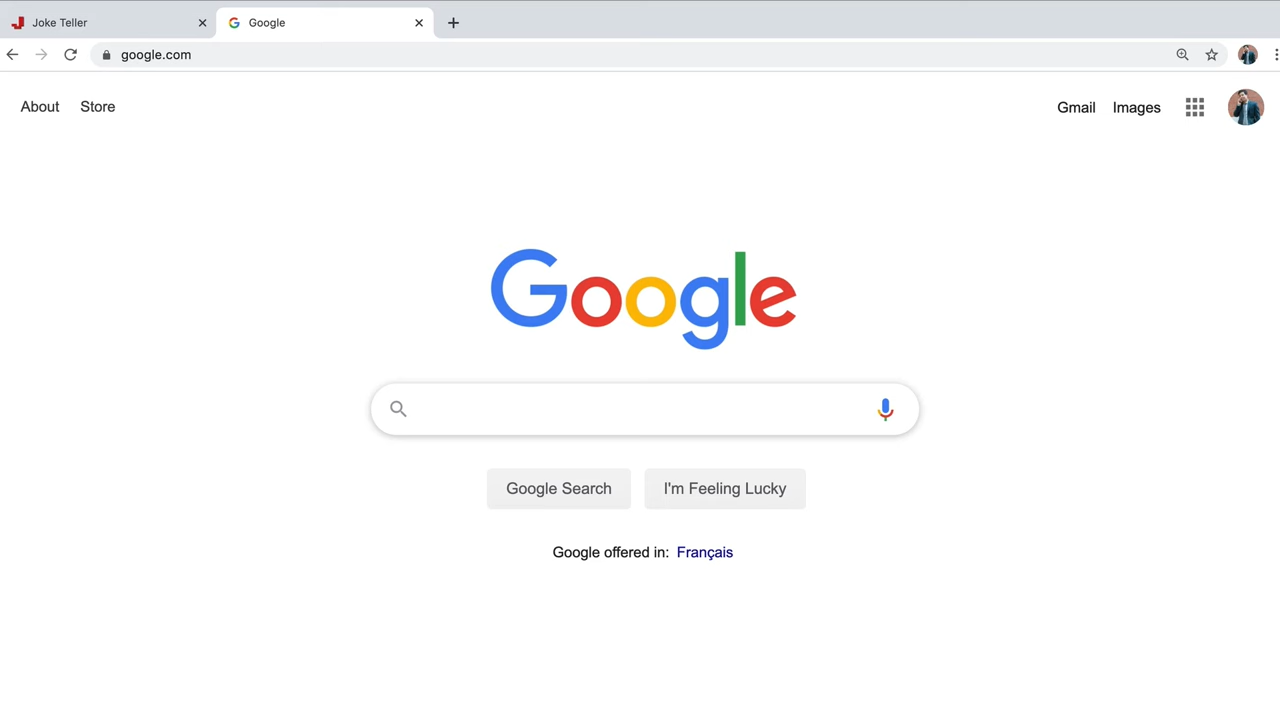 Joke Teller
Google
google.com
About Store
Gmail Images
Google
Google Search I'm Feeling Lucky
Google offered in: Français